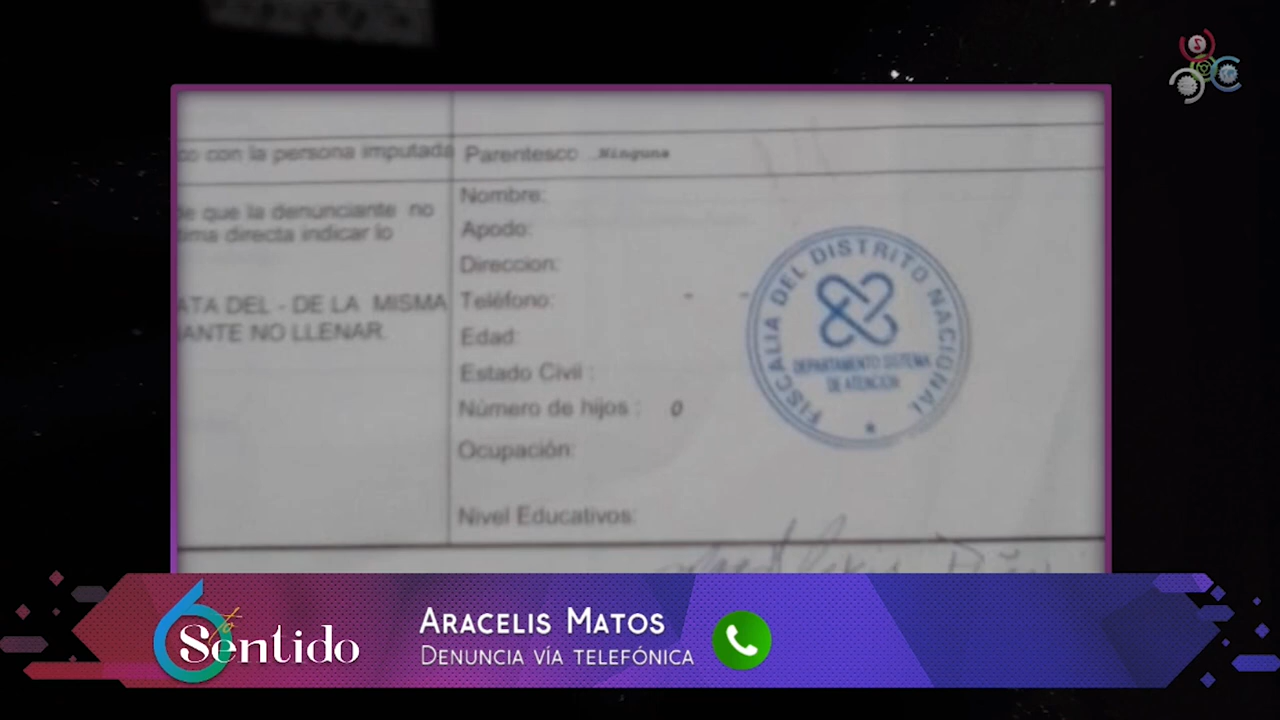 co con la persona imputada
Parentesco Ninguna
de que la denunciante no
directa indicar lo
ATA DEL - DE LA MISMA
ANTE NO LLENAR.
Nombre:
Apodo:
Direccion:
Teléfono: - -
Edad:
Estado Civil :
Número de hijos : 0
Ocupación:
Nivel Educativos:
FISCALIA DEL DISTRITO NACIONAL
DEPARTAMENTO SISTEMA
DE ATENCION
6to
Sentido
ARACELIS MATOS
DENUNCIA VÍA TELEFÓNICA